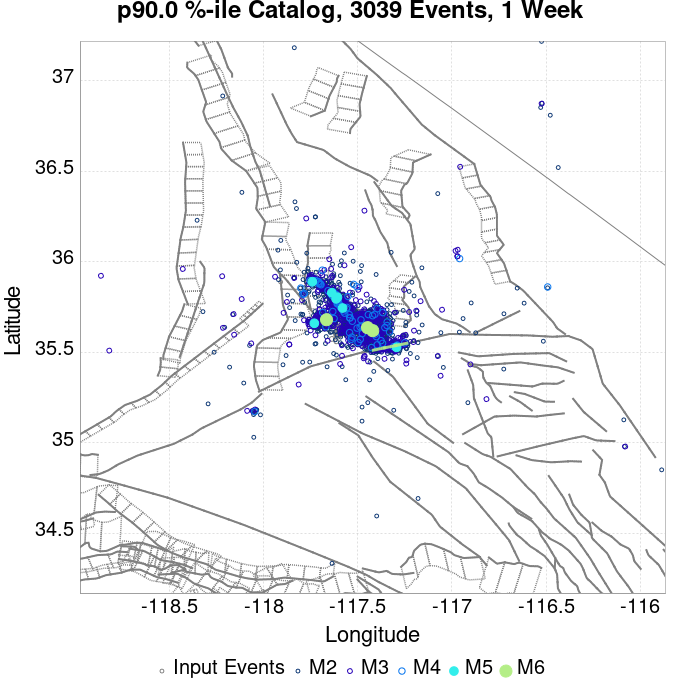 p90.0 %-ile Catalog, 3039 Events, 1 Week
37
36.5
36
35.5
35
34.5
Latitude
-118.5 -118 -117.5 -117 -116.5 -116
Longitude
Input Events M2 M3 M4 M5 M6